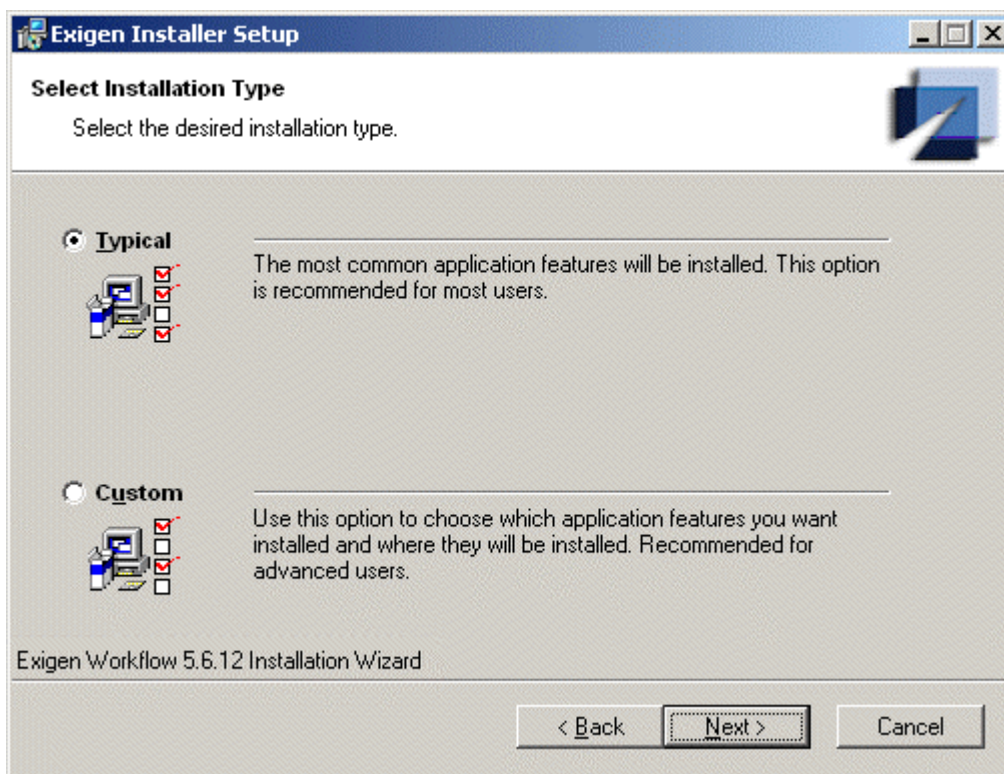 Exigen Installer Setup
Select Installation Type
Select the desired installation type.
Typical
The most common application features will be installed. This option
is recommended for most users.
Custom
Use this option to choose which application features you want
installed and where they will be installed. Recommended for
advanced users.
Exigen Workflow 5.6.12 Installation Wizard
< Back
Next >
Cancel